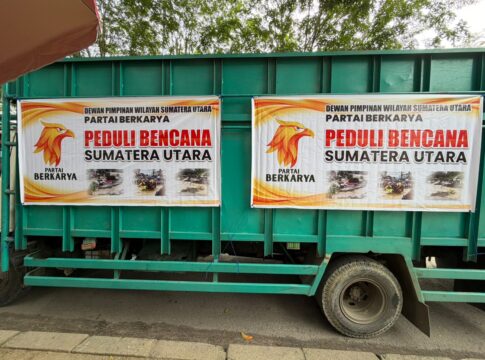 DEWAN PIMPINAN WILAYAH SUMATERA UTARA
PARTAI BERKARYA
PEDULI BENCANA
SUMATERA UTARA
PARTAI
BERKARYA
DEWAN PIMPINAN WILAYAH SUMATERA UTARA
PARTAI BERKARYA
PEDULI BENCANA
SUMATERA UTARA
PARTAI
BERKARYA